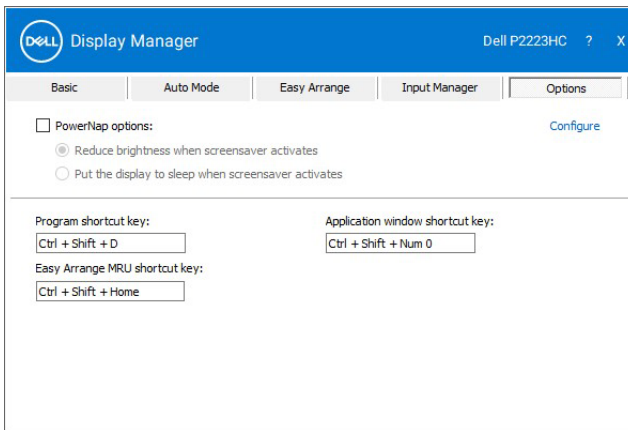 DELL Display Manager Dell P2223HC ? X
Basic Auto Mode Easy Arrange Input Manager Options
PowerNap options: Configure
Reduce brightness when screensaver activates
Put the display to sleep when screensaver activates
Program shortcut key: Application window shortcut key:
Ctrl + Shift + D Ctrl + Shift + Num 0
Easy Arrange MRU shortcut key:
Ctrl + Shift + Home